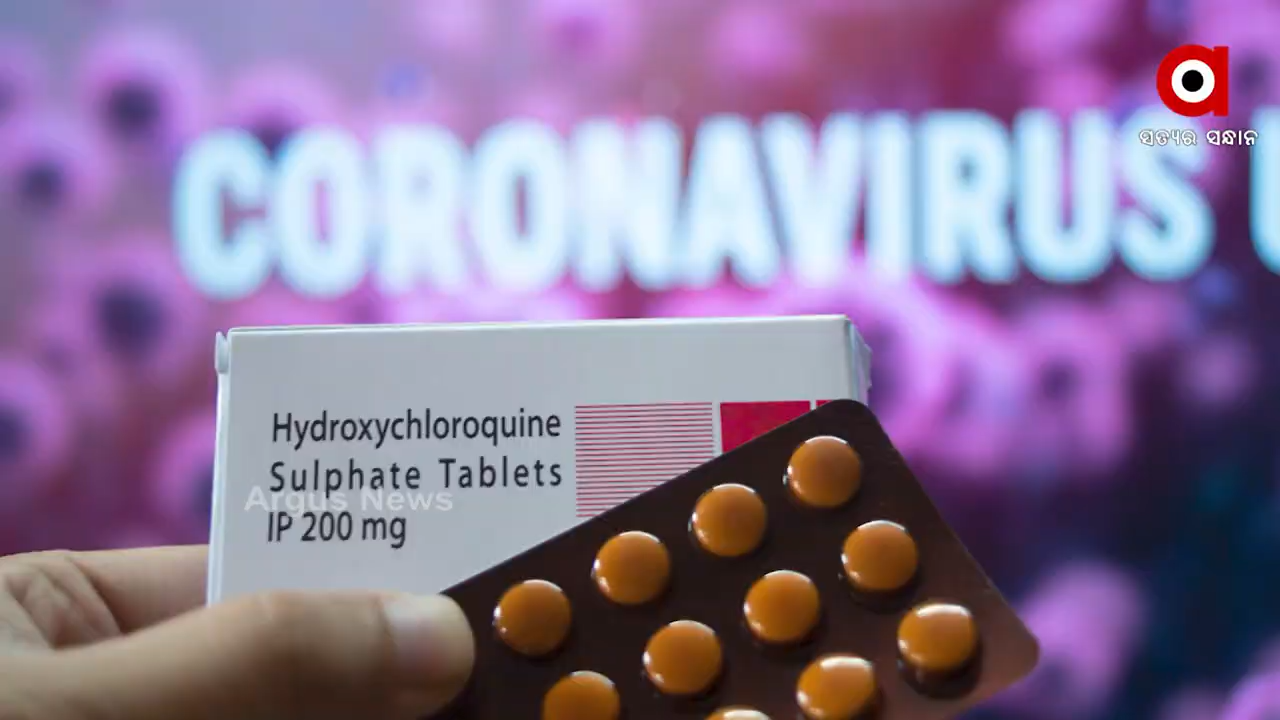 CORONAVIRUS U
ସତ୍ୟର ସନ୍ଧାନ
Hydroxychloroquine
Sulphate Tablets
Argus News
IP 200 mg